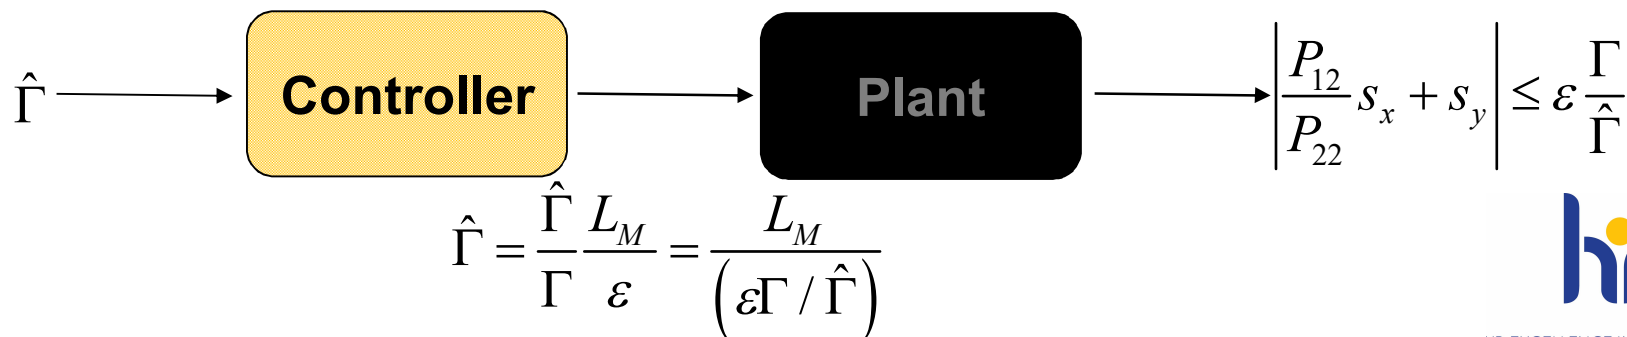 Γ̂ Controller Plant |P₁₂/P₂₂ sₓ + s_y| ≤ ε Γ/Γ̂
Γ̂ = Γ̂/Γ L_M/ε = L_M/(εΓ / Γ̂)